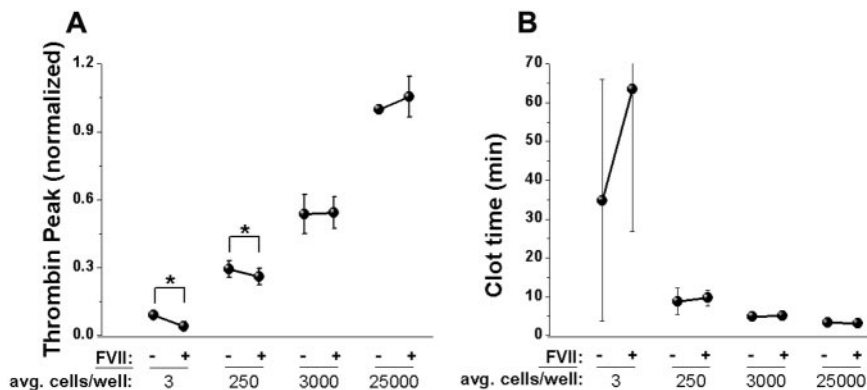 A
Thrombin Peak (normalized)
1.2
0.9
0.6
0.3
0.0
*
*
FVII: - + - + - + - +
avg. cells/well: 3 250 3000 25000
B
Clot time (min)
70
60
50
40
30
20
10
0
FVII: - + - + - + - +
avg. cells/well: 3 250 3000 25000